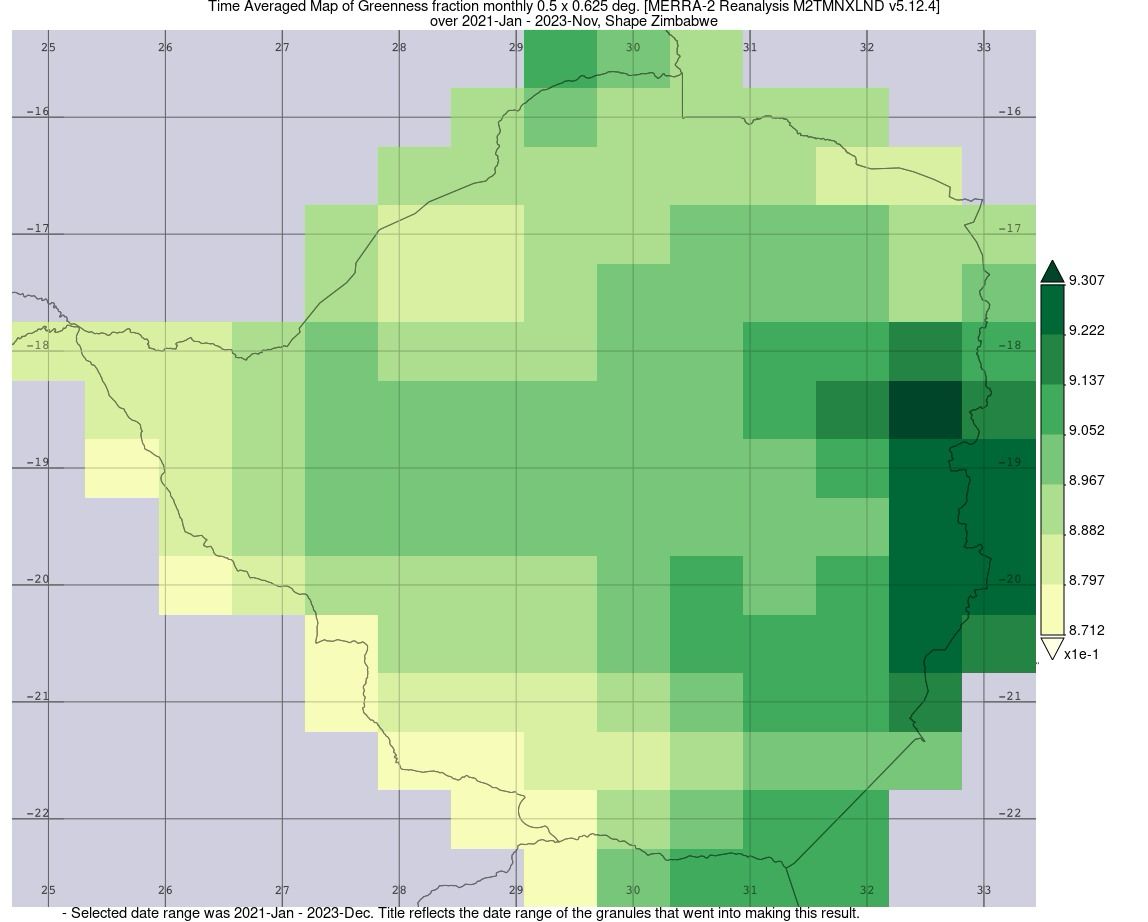 Time Averaged Map of Greenness fraction monthly 0.5 x 0.625 deg. [MERRA-2 Reanalysis M2TMNXLND v5.12.4]
over 2021-Jan - 2023-Nov, Shape Zimbabwe
25 26 27 28 29 30 31 32 33
-16 -16
-17 -17
-18 -18
-19 -19
-20 -20
-21 -21
-22 -22
25 26 27 28 29 30 31 32 33
9.307
9.222
9.137
9.052
8.967
8.882
8.797
8.712
x1e-1
- Selected date range was 2021-Jan - 2023-Dec. Title reflects the date range of the granules that went into making this result.